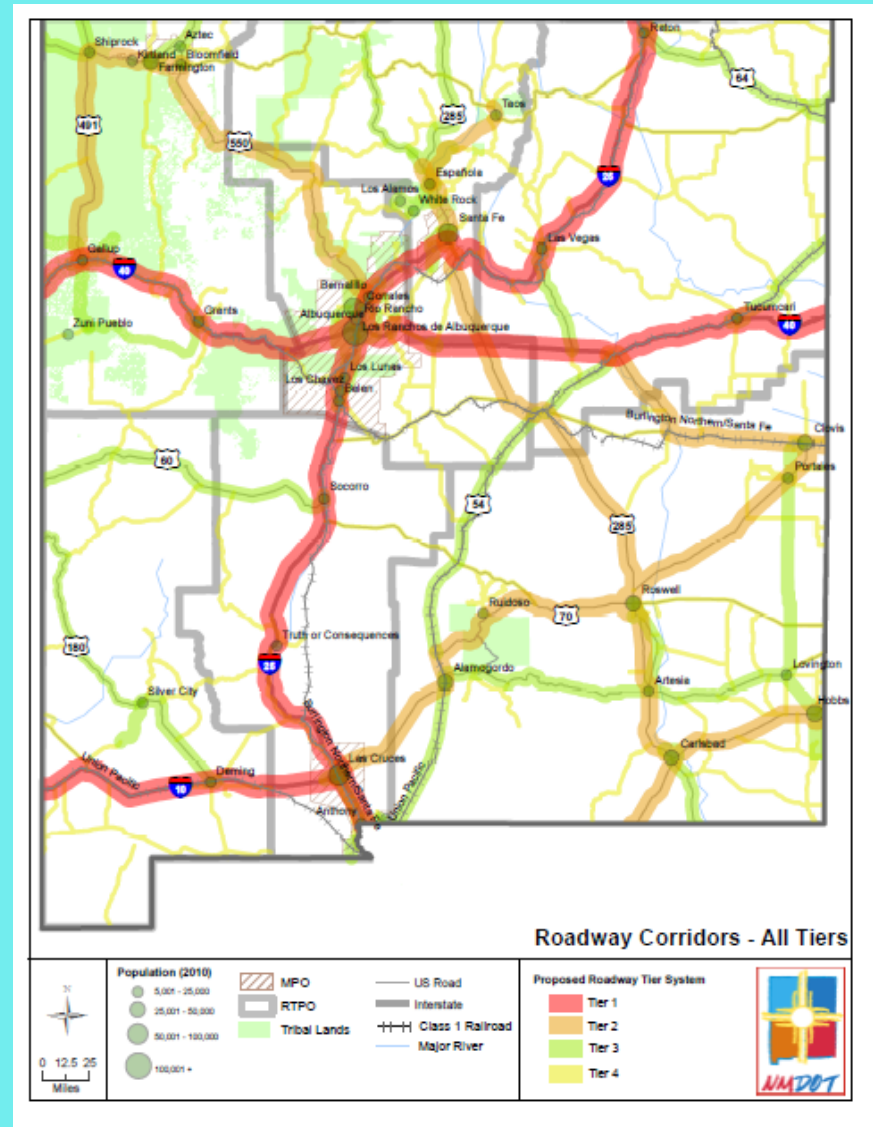 Raton
Aztec
Shiprock
Kirtland Bloomfield
Farmington
64
Taos
285
491
550
Española
Los Alamos
White Rock
25
Santa Fe
Las Vegas
Gallup
40
Bernalillo
Corrales
Rio Rancho
Albuquerque
Los Ranchos de Albuquerque
Grants
Tucumcari
40
Zuni Pueblo
Los Lunas
Los Chavez
Belen
Burlington Northern/Santa Fe
Clovis
60
Portales
Socorro
54
285
Roswell
Ruidoso
70
Truth or Consequences
180
25
Alamogordo
Artesia
Lovington
Silver City
Hobbs
Burlington Northern/Santa Fe
Las Cruces
Carlsbad
Union Pacific
Deming
10
Union Pacific
Anthony
Roadway Corridors - All Tiers
N
0 12.5 25
Miles
Population (2010)
5,001 - 25,000
25,001 - 50,000
50,001 - 100,000
100,001 +
MPO
RTPO
Tribal Lands
US Road
Interstate
Class 1 Railroad
Major River
Proposed Roadway Tier System
Tier 1
Tier 2
Tier 3
Tier 4
NMDOT